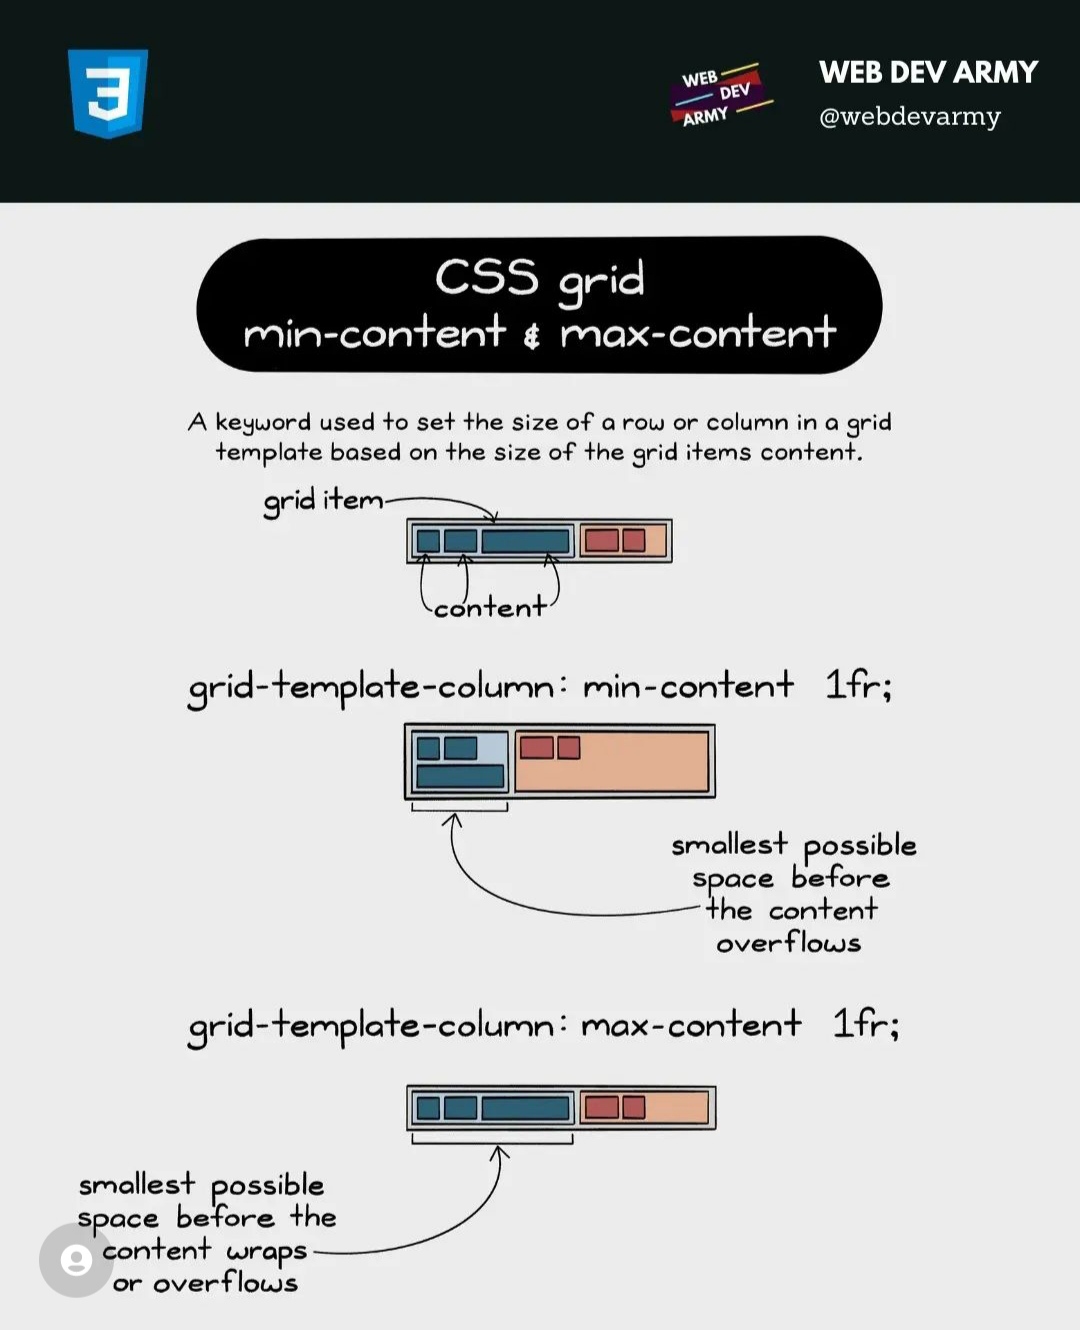 WEB
DEV
ARMY
WEB DEV ARMY
@webdevarmy
CSS grid
min-content & max-content
A keyword used to set the size of a row or column in a grid
template based on the size of the grid items content.
grid item
content
grid-template-column: min-content 1fr;
smallest possible
space before
the content
overflows
grid-template-column: max-content 1fr;
smallest possible
space before the
content wraps
or overflows